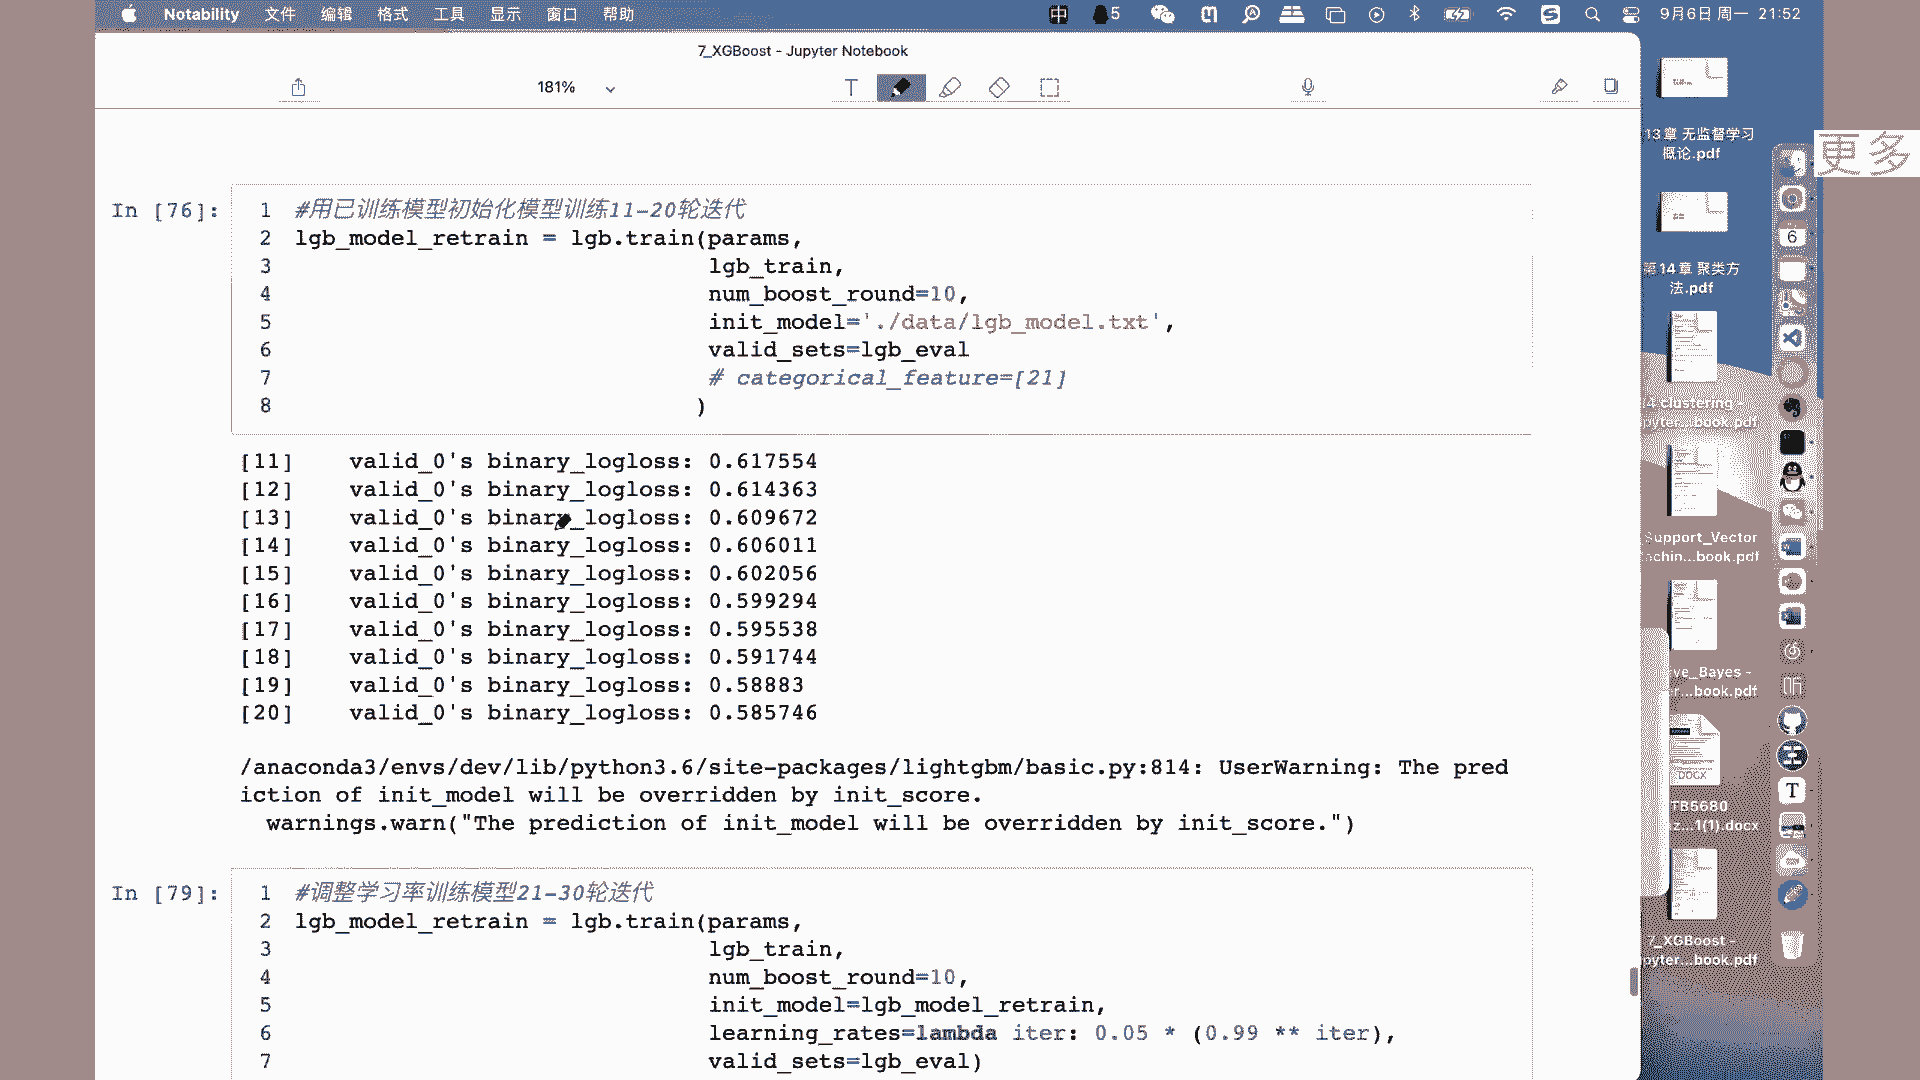 Notability 文件 编辑 格式 工具 显示 窗口 帮助 中 5 9月6日 周一 21:52
7_XGBoost - Jupyter Notebook
181% T
更多
13章 无监督学习
概论.pdf
第14章 聚类方
法.pdf
Support_Vector
...book.pdf
ve_Bayes -
...book.pdf
DOCX
TB5680
...1(1).docx
7_XGBoost -
...book.pdf
6
T
In [76]:
1 #用已训练模型初始化模型训练11-20轮迭代
2 lgb_model_retrain = lgb.train(params,
3 lgb_train,
4 num_boost_round=10,
5 init_model='./data/lgb_model.txt',
6 valid_sets=lgb_eval
7 # categorical_feature=[21]
8 )
[11] valid_0's binary_logloss: 0.617554
[12] valid_0's binary_logloss: 0.614363
[13] valid_0's binary_logloss: 0.609672
[14] valid_0's binary_logloss: 0.606011
[15] valid_0's binary_logloss: 0.602056
[16] valid_0's binary_logloss: 0.599294
[17] valid_0's binary_logloss: 0.595538
[18] valid_0's binary_logloss: 0.591744
[19] valid_0's binary_logloss: 0.58883
[20] valid_0's binary_logloss: 0.585746
/anaconda3/envs/dev/lib/python3.6/site-packages/lightgbm/basic.py:814: UserWarning: The pred
iction of init_model will be overridden by init_score.
warnings.warn("The prediction of init_model will be overridden by init_score.")
In [79]:
1 #调整学习率训练模型21-30轮迭代
2 lgb_model_retrain = lgb.train(params,
3 lgb_train,
4 num_boost_round=10,
5 init_model=lgb_model_retrain,
6 learning_rates=lambda iter: 0.05 * (0.99 ** iter),
7 valid_sets=lgb_eval)